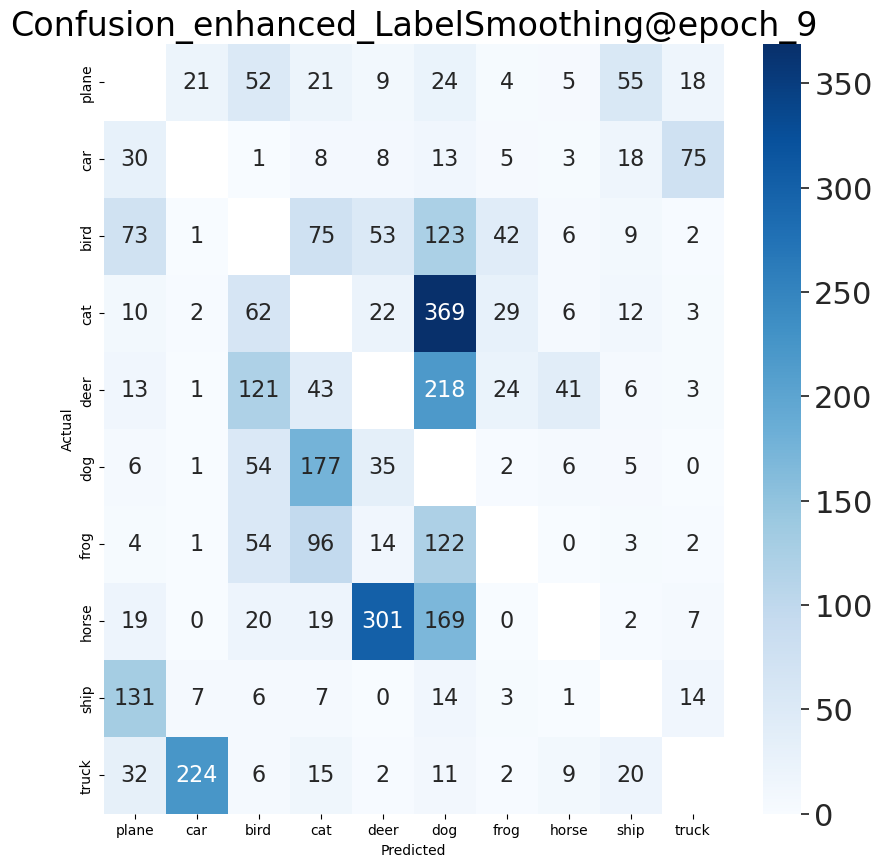 Confusion_enhanced_LabelSmoothing@epoch_9
plane 21 52 21 9 24 4 5 55 18
car 30 1 8 8 13 5 3 18 75
bird 73 1 75 53 123 42 6 9 2
cat 10 2 62 22 369 29 6 12 3
deer 13 1 121 43 218 24 41 6 3
dog 6 1 54 177 35 2 6 5 0
frog 4 1 54 96 14 122 0 3 2
horse 19 0 20 19 301 169 0 2 7
ship 131 7 6 7 0 14 3 1 14
truck 32 224 6 15 2 11 2 9 20
Actual
plane car bird cat deer dog frog horse ship truck
Predicted
350
300
250
200
150
100
50
0